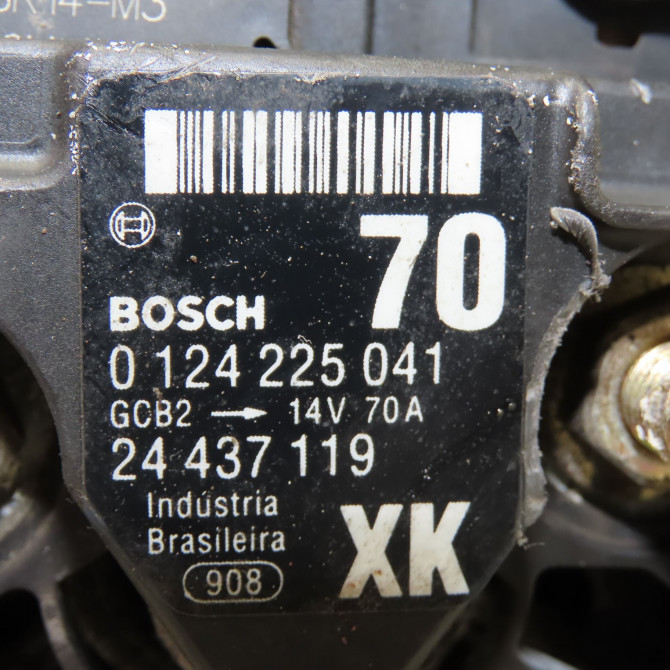 70
BOSCH
0 124 225 041
GCB2 → 14V 70A
24 437 119
Indústria
Brasileira
XK
908